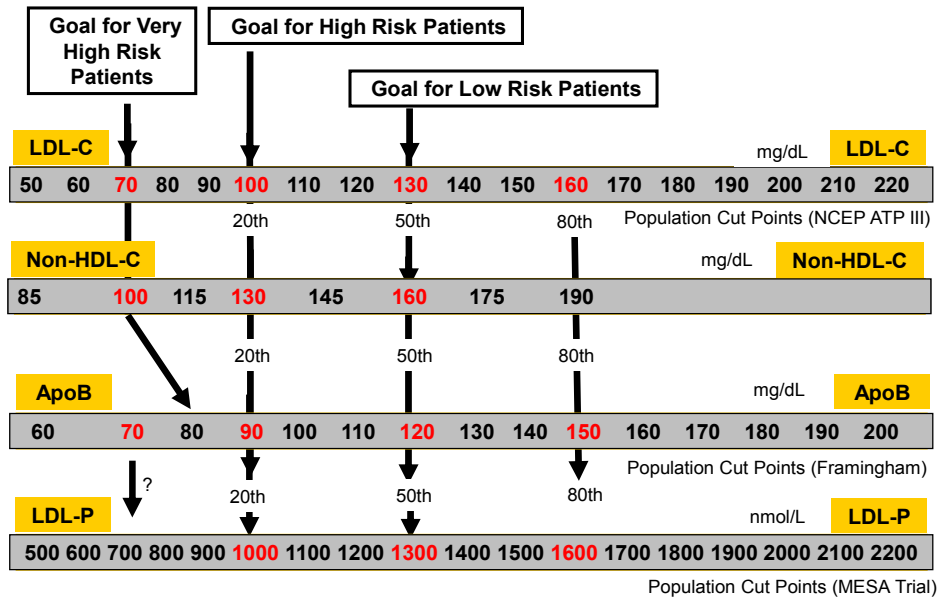 Goal for Very
High Risk
Patients
Goal for High Risk Patients
Goal for Low Risk Patients
LDL-C
mg/dL
LDL-C
50 60 70 80 90 100 110 120 130 140 150 160 170 180 190 200 210 220
20th 50th 80th
Population Cut Points (NCEP ATP III)
Non-HDL-C
mg/dL
Non-HDL-C
85 100 115 130 145 160 175 190
20th 50th 80th
ApoB
mg/dL
ApoB
60 70 80 90 100 110 120 130 140 150 160 170 180 190 200
Population Cut Points (Framingham)
?
20th 50th 80th
LDL-P
nmol/L
LDL-P
500 600 700 800 900 1000 1100 1200 1300 1400 1500 1600 1700 1800 1900 2000 2100 2200
Population Cut Points (MESA Trial)